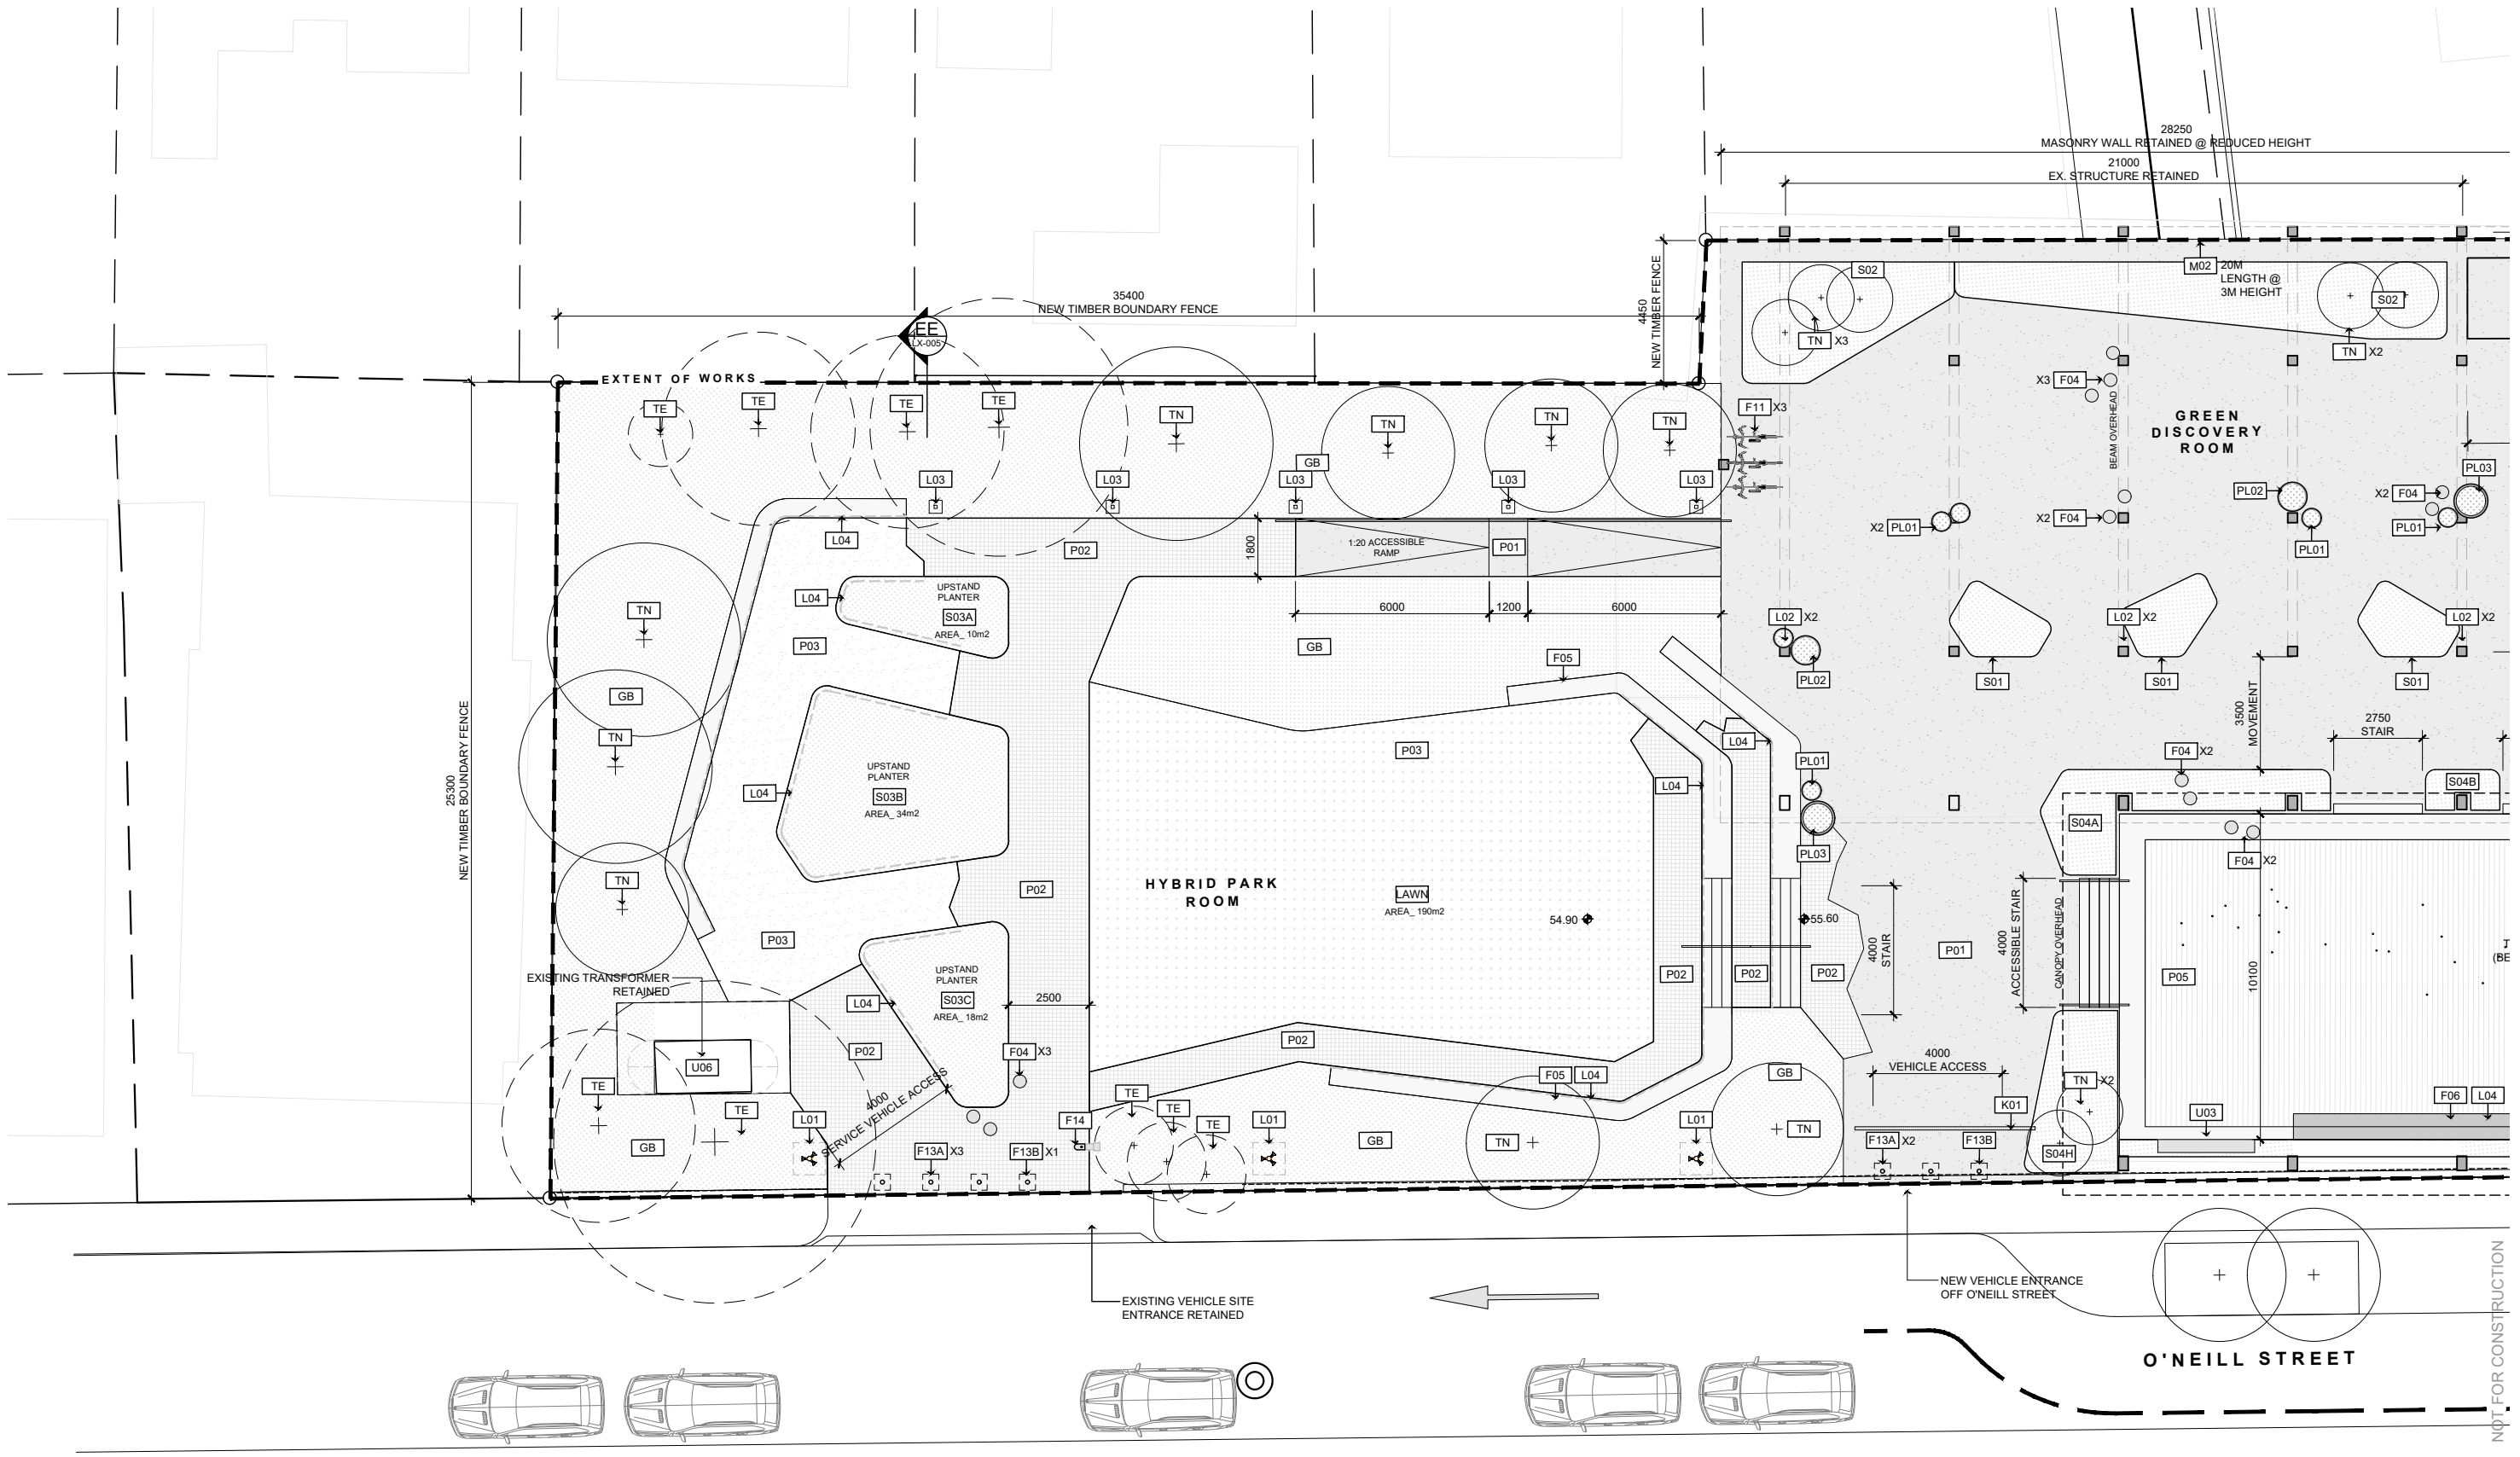 28250
MASONRY WALL RETAINED @ REDUCED HEIGHT
21000
EX. STRUCTURE RETAINED
35400
NEW TIMBER BOUNDARY FENCE
4450
NEW TIMBER FENCE
EE
LX-005
EXTENT OF WORKS
M02
20M
LENGTH @
3M HEIGHT
S02
S02
TN X3
TN X2
TE
TE
TE
TE
TN
TN
TN
TN
F11 X3
X3 F04
BEAM OVERHEAD
GREEN
DISCOVERY
ROOM
GB
L03
L03
L03
L03
L03
PL03
PL02
X2 F04
X2 PL01
X2 F04
PL01
PL01
L04
P02
1800
1:20 ACCESSIBLE
RAMP
P01
UPSTAND
PLANTER
S03A
AREA_ 10m2
L04
TN
6000
1200
6000
L02 X2
L02 X2
L02 X2
P03
GB
F05
PL02
S01
S01
S01
GB
TN
25300
NEW TIMBER BOUNDARY FENCE
3500
MOVEMENT
2750
STAIR
P03
L04
L04
PL01
F04 X2
S04B
UPSTAND
PLANTER
S03B
AREA_ 34m2
L04
S04A
PL03
F04 X2
TN
P02
HYBRID PARK
ROOM
LAWN
AREA_ 190m2
54.90
55.60
4000
STAIR
P01
4000
ACCESSIBLE STAIR
CANOPY OVERHEAD
P03
EXISTING TRANSFORMER
RETAINED
UPSTAND
PLANTER
S03C
AREA_ 18m2
L04
2500
P02
P02
P02
P05
10100
(BE
P02
F04 X3
P02
U06
4000
SERVICE VEHICLE ACCESS
F05
L04
GB
4000
VEHICLE ACCESS
TE
TE
L01
F14
TE
TE
TE
L01
L01
TN X2
K01
U03
F06
L04
GB
F13A X3
F13B X1
GB
TN
TN
F13A X2
F13B
S04H
EXISTING VEHICLE SITE
ENTRANCE RETAINED
NEW VEHICLE ENTRANCE
OFF O'NEILL STREET
O'NEILL STREET
NOT FOR CONSTRUCTION